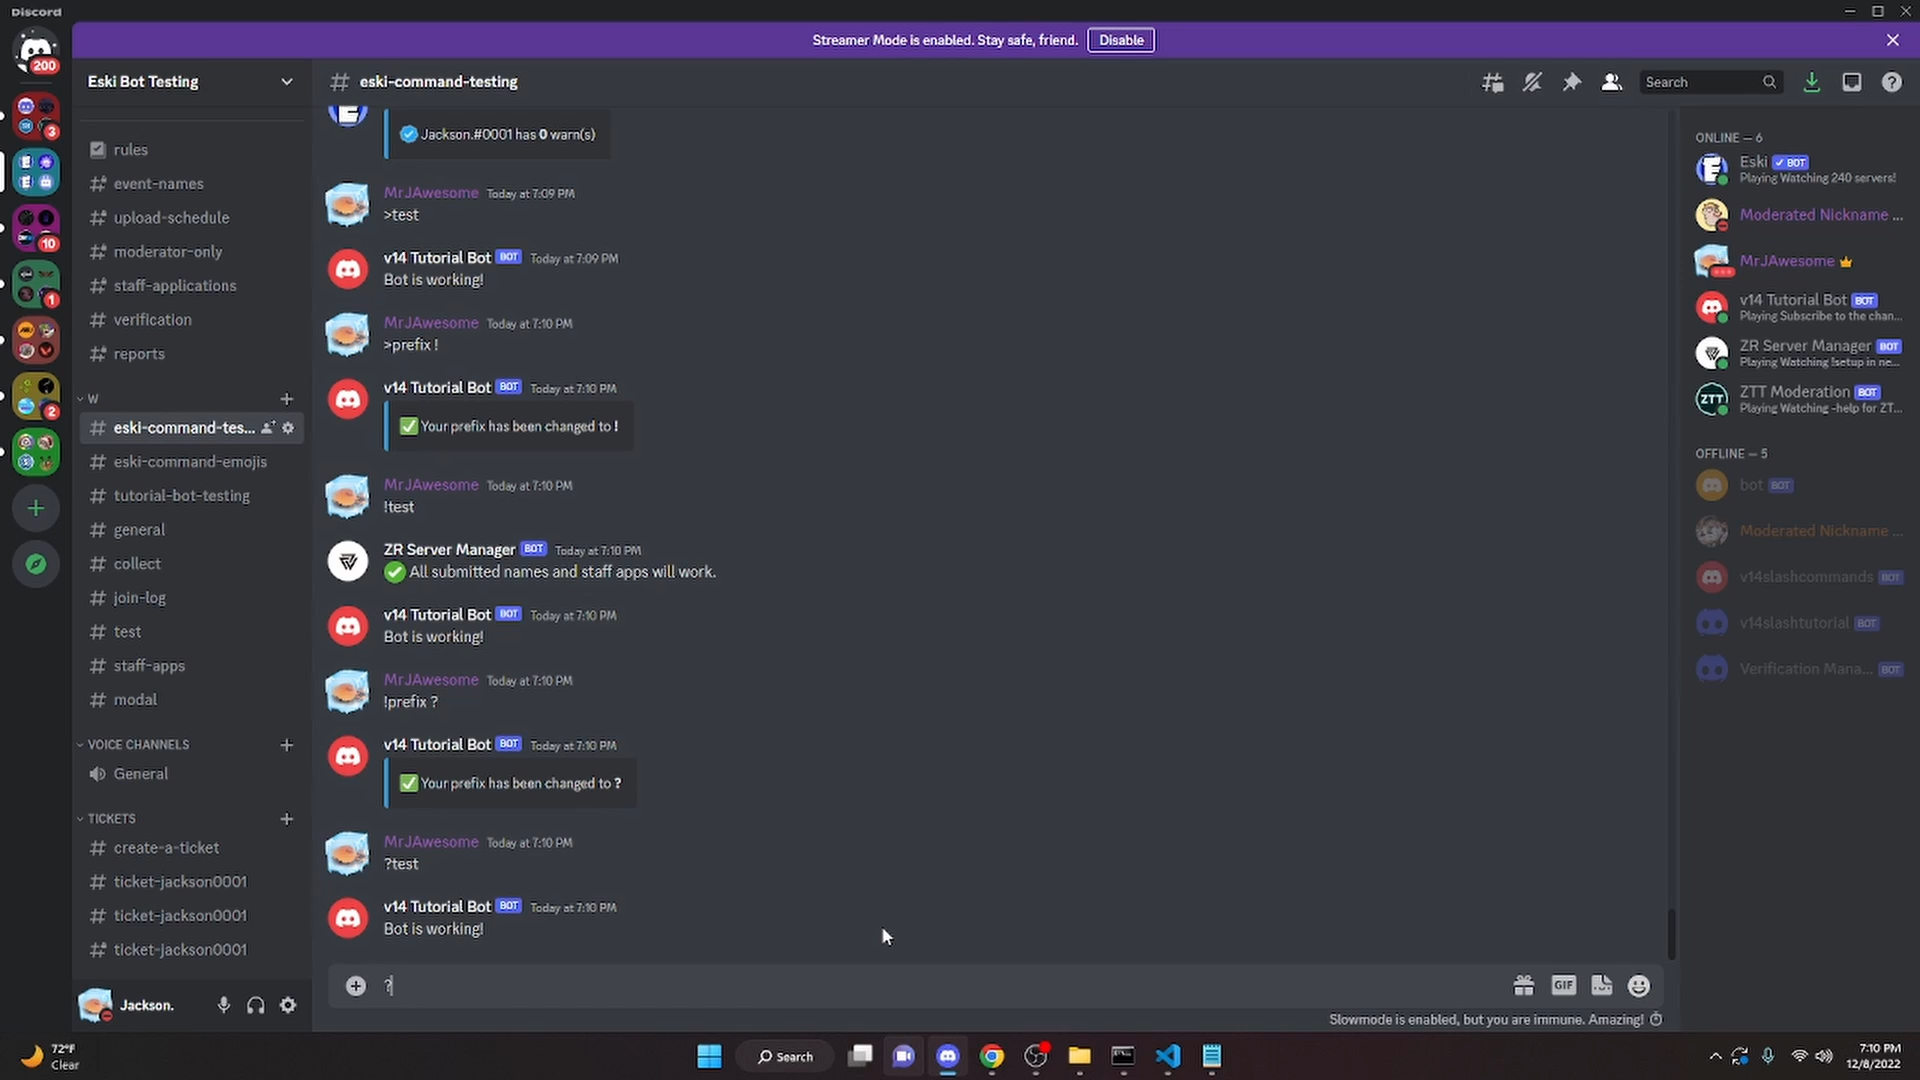 Discord
Streamer Mode is enabled. Stay safe, friend.
Disable
200
3
10
1
2
Eski Bot Testing
rules
event-names
upload-schedule
moderator-only
staff-applications
verification
reports
W
eski-command-tes...
eski-command-emojis
tutorial-bot-testing
general
collect
join-log
test
staff-apps
modal
VOICE CHANNELS
General
TICKETS
create-a-ticket
ticket-jackson0001
ticket-jackson0001
ticket-jackson0001
Jackson.
eski-command-testing
Search
Jackson.#0001 has 0 warn(s)
MrJAwesome Today at 7:09 PM
>test
v14 Tutorial Bot BOT Today at 7:09 PM
Bot is working!
MrJAwesome Today at 7:10 PM
>prefix !
v14 Tutorial Bot BOT Today at 7:10 PM
✅ Your prefix has been changed to !
MrJAwesome Today at 7:10 PM
!test
ZR Server Manager BOT Today at 7:10 PM
All submitted names and staff apps will work.
v14 Tutorial Bot BOT Today at 7:10 PM
Bot is working!
MrJAwesome Today at 7:10 PM
!prefix ?
v14 Tutorial Bot BOT Today at 7:10 PM
✅ Your prefix has been changed to ?
MrJAwesome Today at 7:10 PM
?test
v14 Tutorial Bot BOT Today at 7:10 PM
Bot is working!
?
GIF
Slowmode is enabled, but you are immune. Amazing!
ONLINE — 6
Eski ✓ BOT
Playing Watching 240 servers!
Moderated Nickname ...
MrJAwesome
v14 Tutorial Bot BOT
Playing Subscribe to the chan...
ZR Server Manager BOT
Playing Watching !setup in ne...
ZTT
ZTT Moderation BOT
Playing Watching -help for ZT...
OFFLINE — 5
bot BOT
Moderated Nickname ...
v14slashcommands BOT
v14slashtutorial BOT
Verification Mana... BOT
72°F
Clear
Search
7:10 PM
12/8/2022